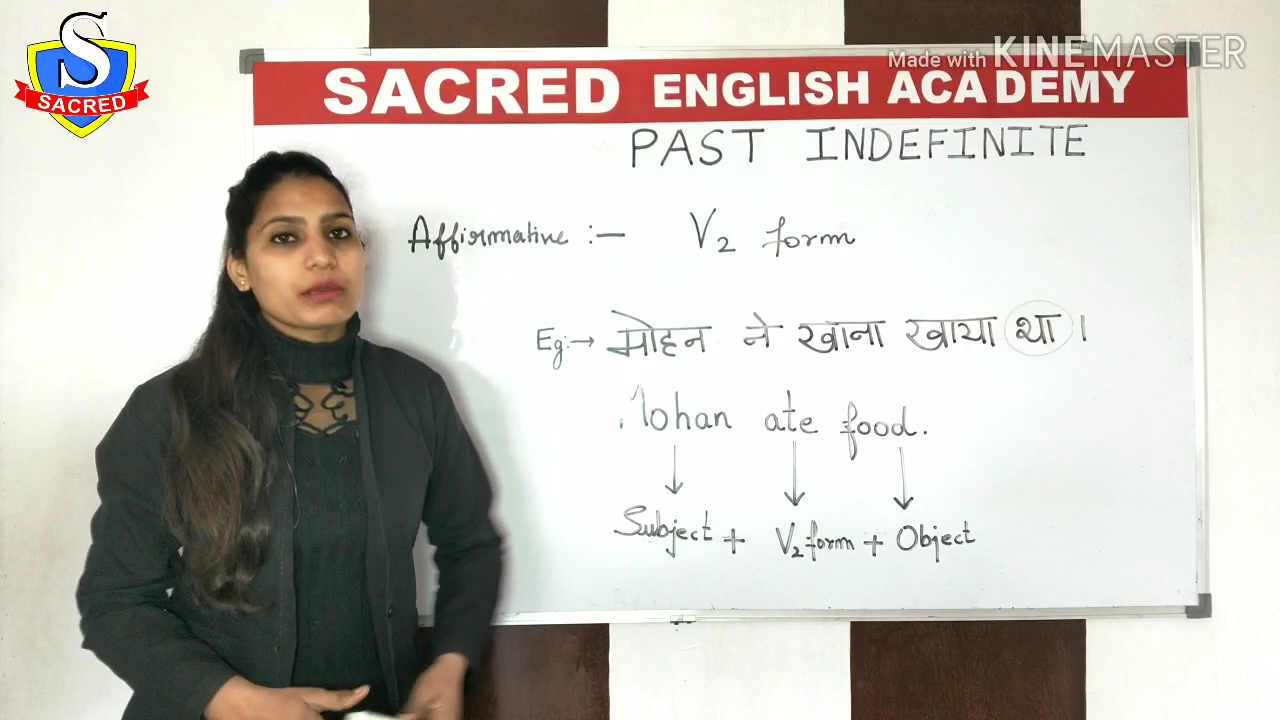 S
SACRED
Made with KINEMASTER
SACRED ENGLISH ACADEMY
PAST INDEFINITE
Affirmative :- V2 form
Eg:→ मोहन ने खाना खाया था ।
Mohan ate food.
Subject + V2 form + Object